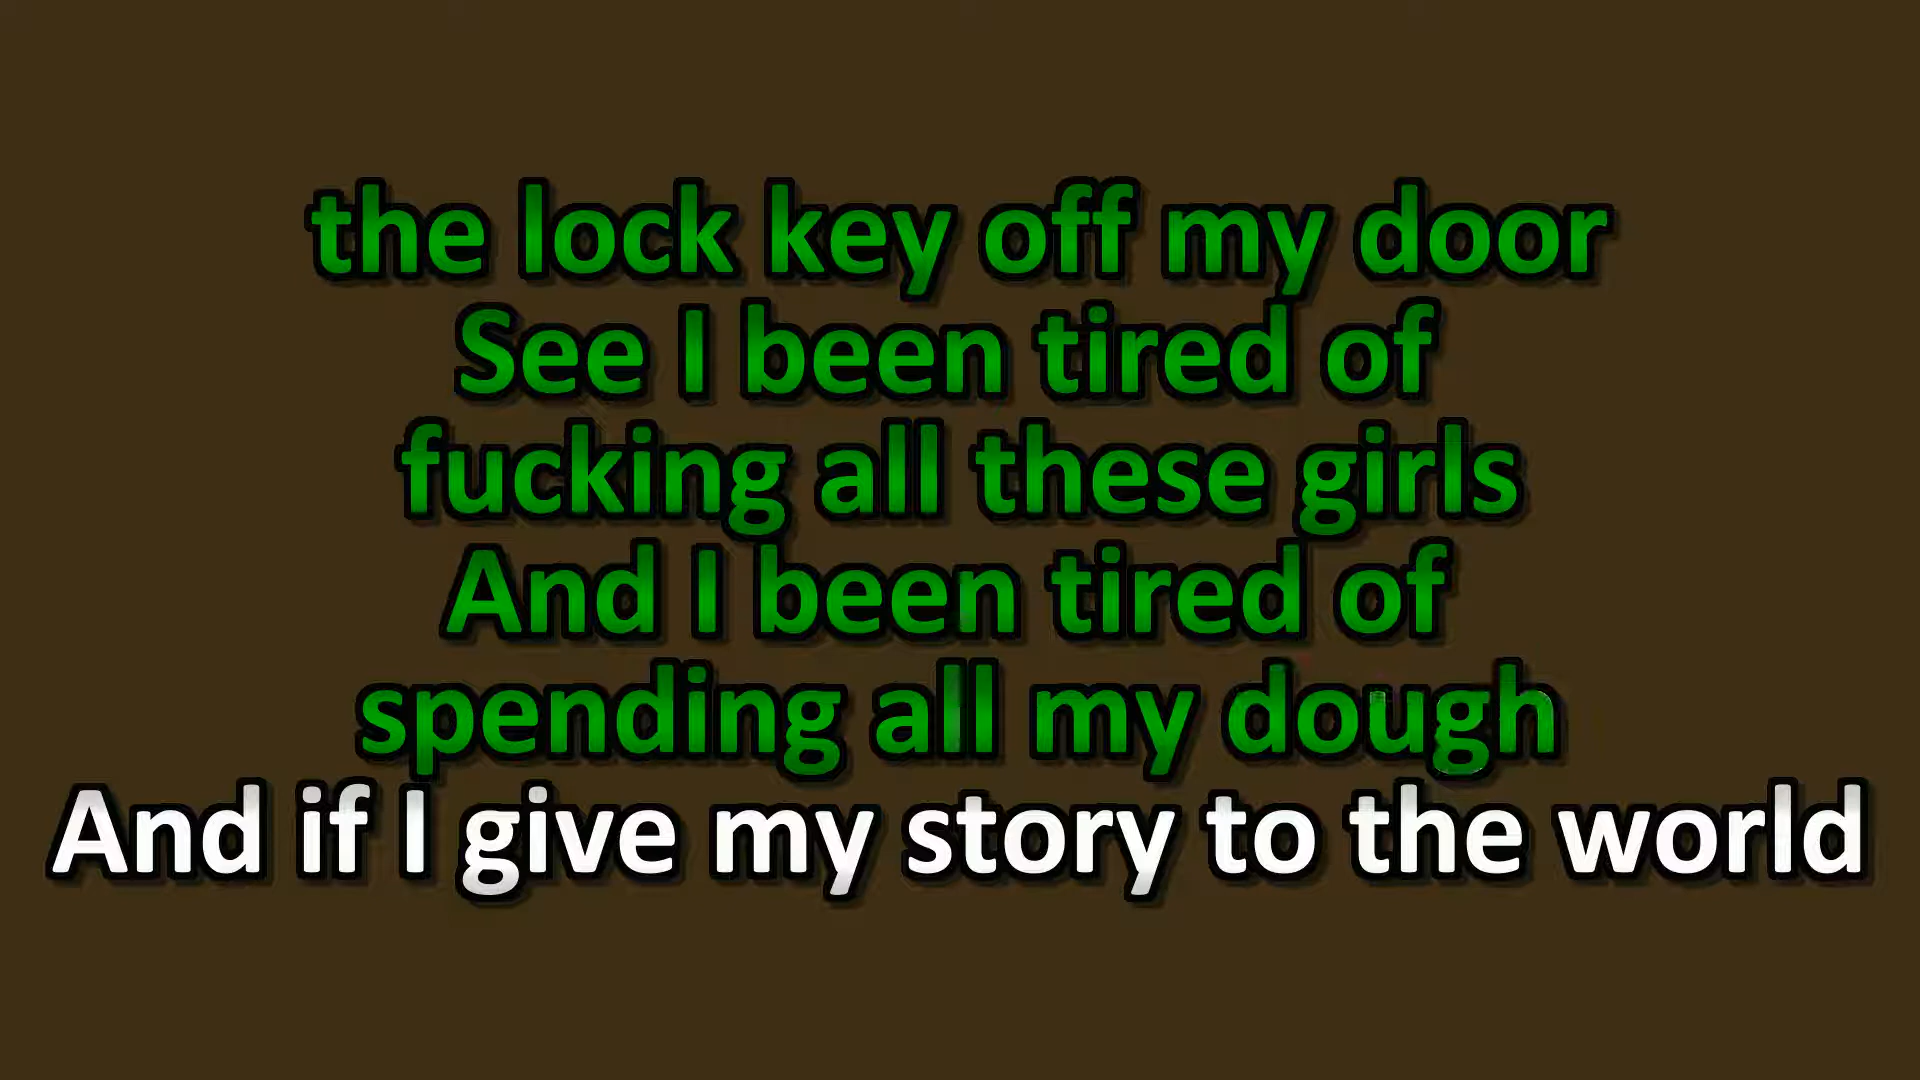 the lock key off my door
See I been tired of
fucking all these girls
And I been tired of
spending all my dough
And if I give my story to the world